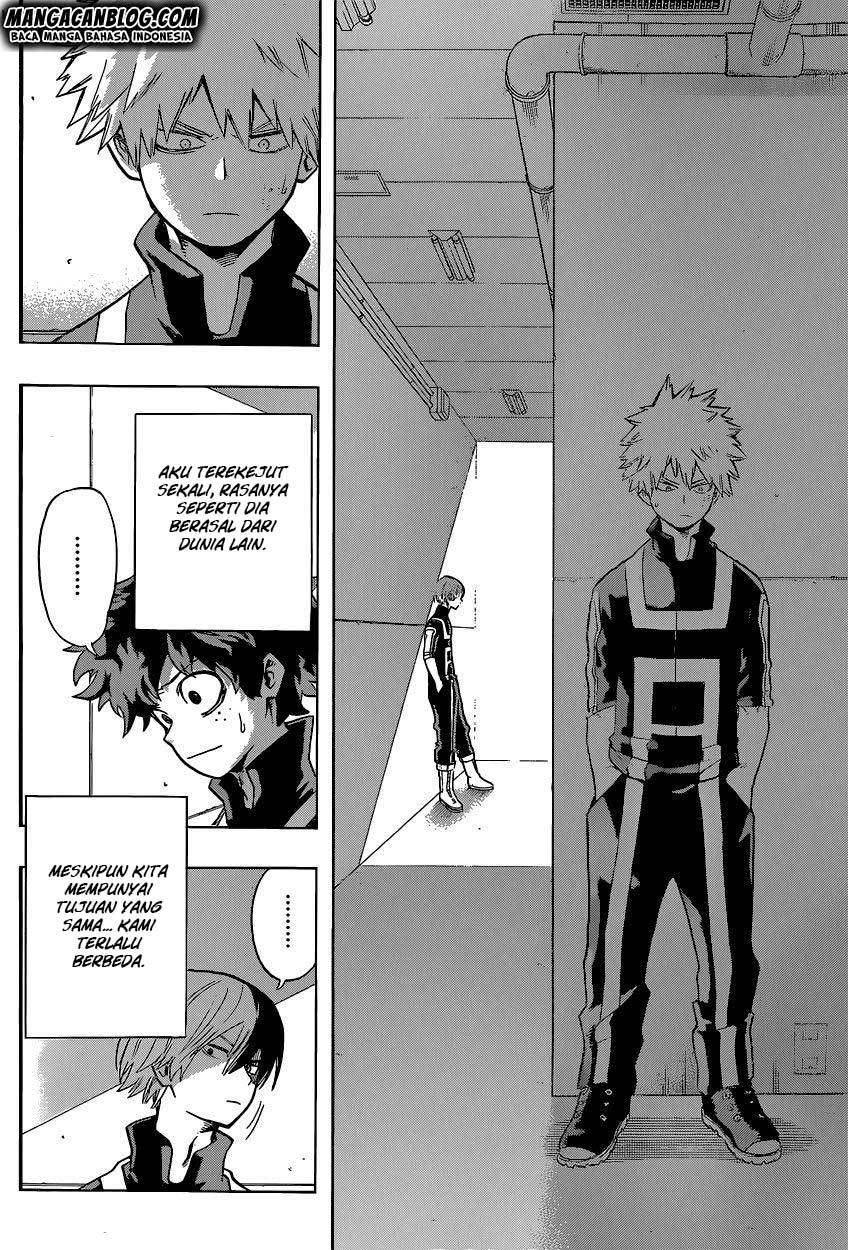 MANGACANBLOG.COM
BACA MANGA BAHASA INDONESIA
AKU TEREKEJUT
SEKALI, RASANYA
SEPERTI DIA
BERASAL DARI
DUNIA LAIN.
........
MESKIPUN KITA
MEMPUNYAI
TUJUAN YANG
SAMA... KAMI
TERLALU
BERBEDA.
........